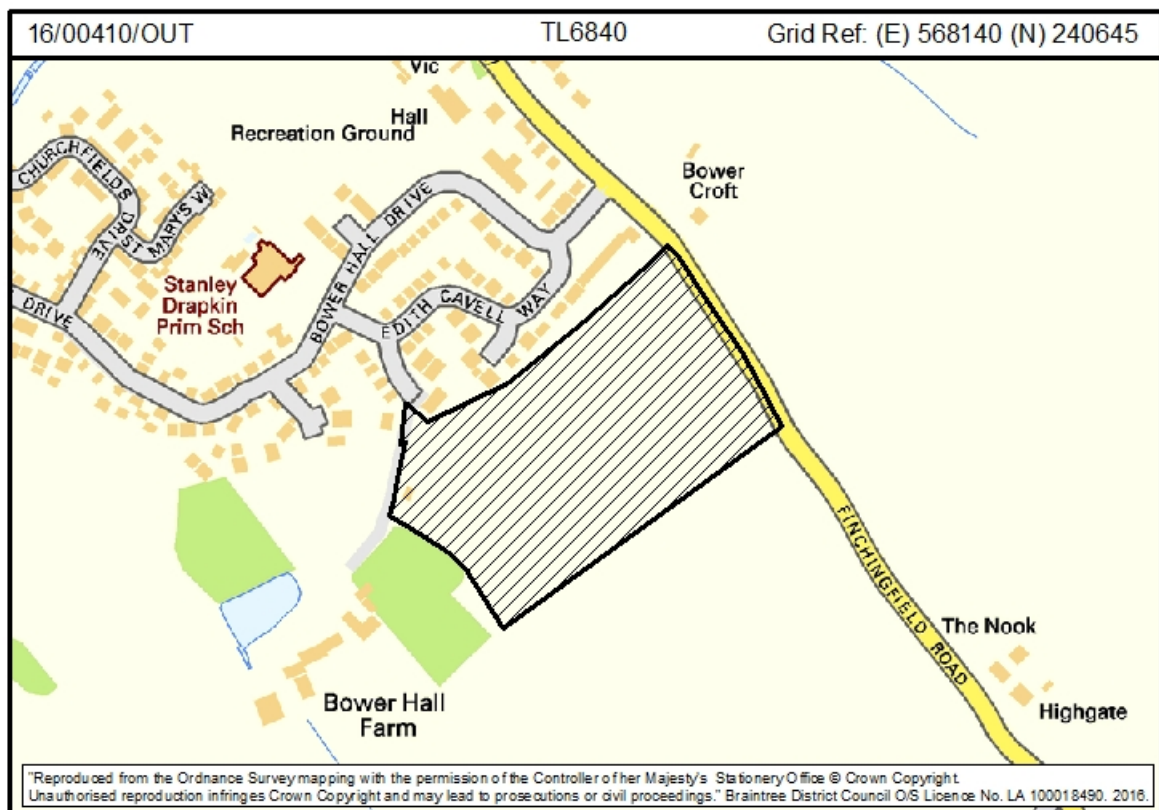 16/00410/OUT TL6840 Grid Ref: (E) 568140 (N) 240645
Vic
Hall
Recreation Ground
CHURCHFIELDS DRIVE
ST MARY'S W
Bower
Croft
BOWER HALL DRIVE
Stanley
Drapkin
Prim Sch
EDITH CAVELL WAY
DRIVE
FINCHINGFIELD ROAD
The Nook
Highgate
Bower Hall
Farm
"Reproduced from the Ordnance Survey mapping with the permission of the Controller of her Majesty's Stationery Office © Crown Copyright.
Unauthorised reproduction infringes Crown Copyright and may lead to prosecutions or civil proceedings." Braintree District Council O/S Licence No. LA 100018490. 2016.